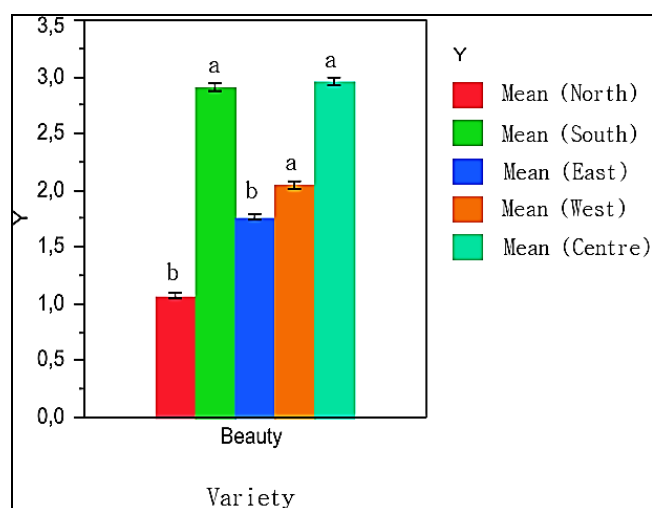 3,5
3,0
2,5
2,0
1,5
1,0
0,5
0,0
Y
b
a
b
a
a
Beauty
Variety
Y
Mean (North)
Mean (South)
Mean (East)
Mean (West)
Mean (Centre)